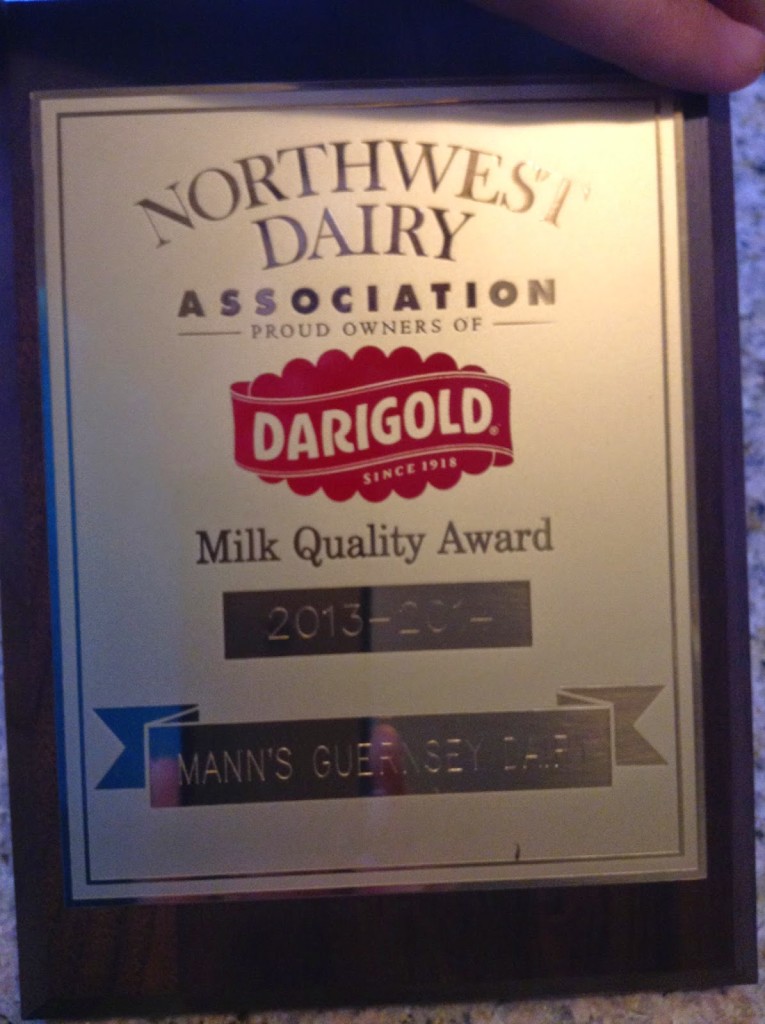 NORTHWEST
DAIRY
ASSOCIATION
PROUD OWNERS OF
DARIGOLD®
SINCE 1918
Milk Quality Award
2013-
MANN'S GUERNSEY